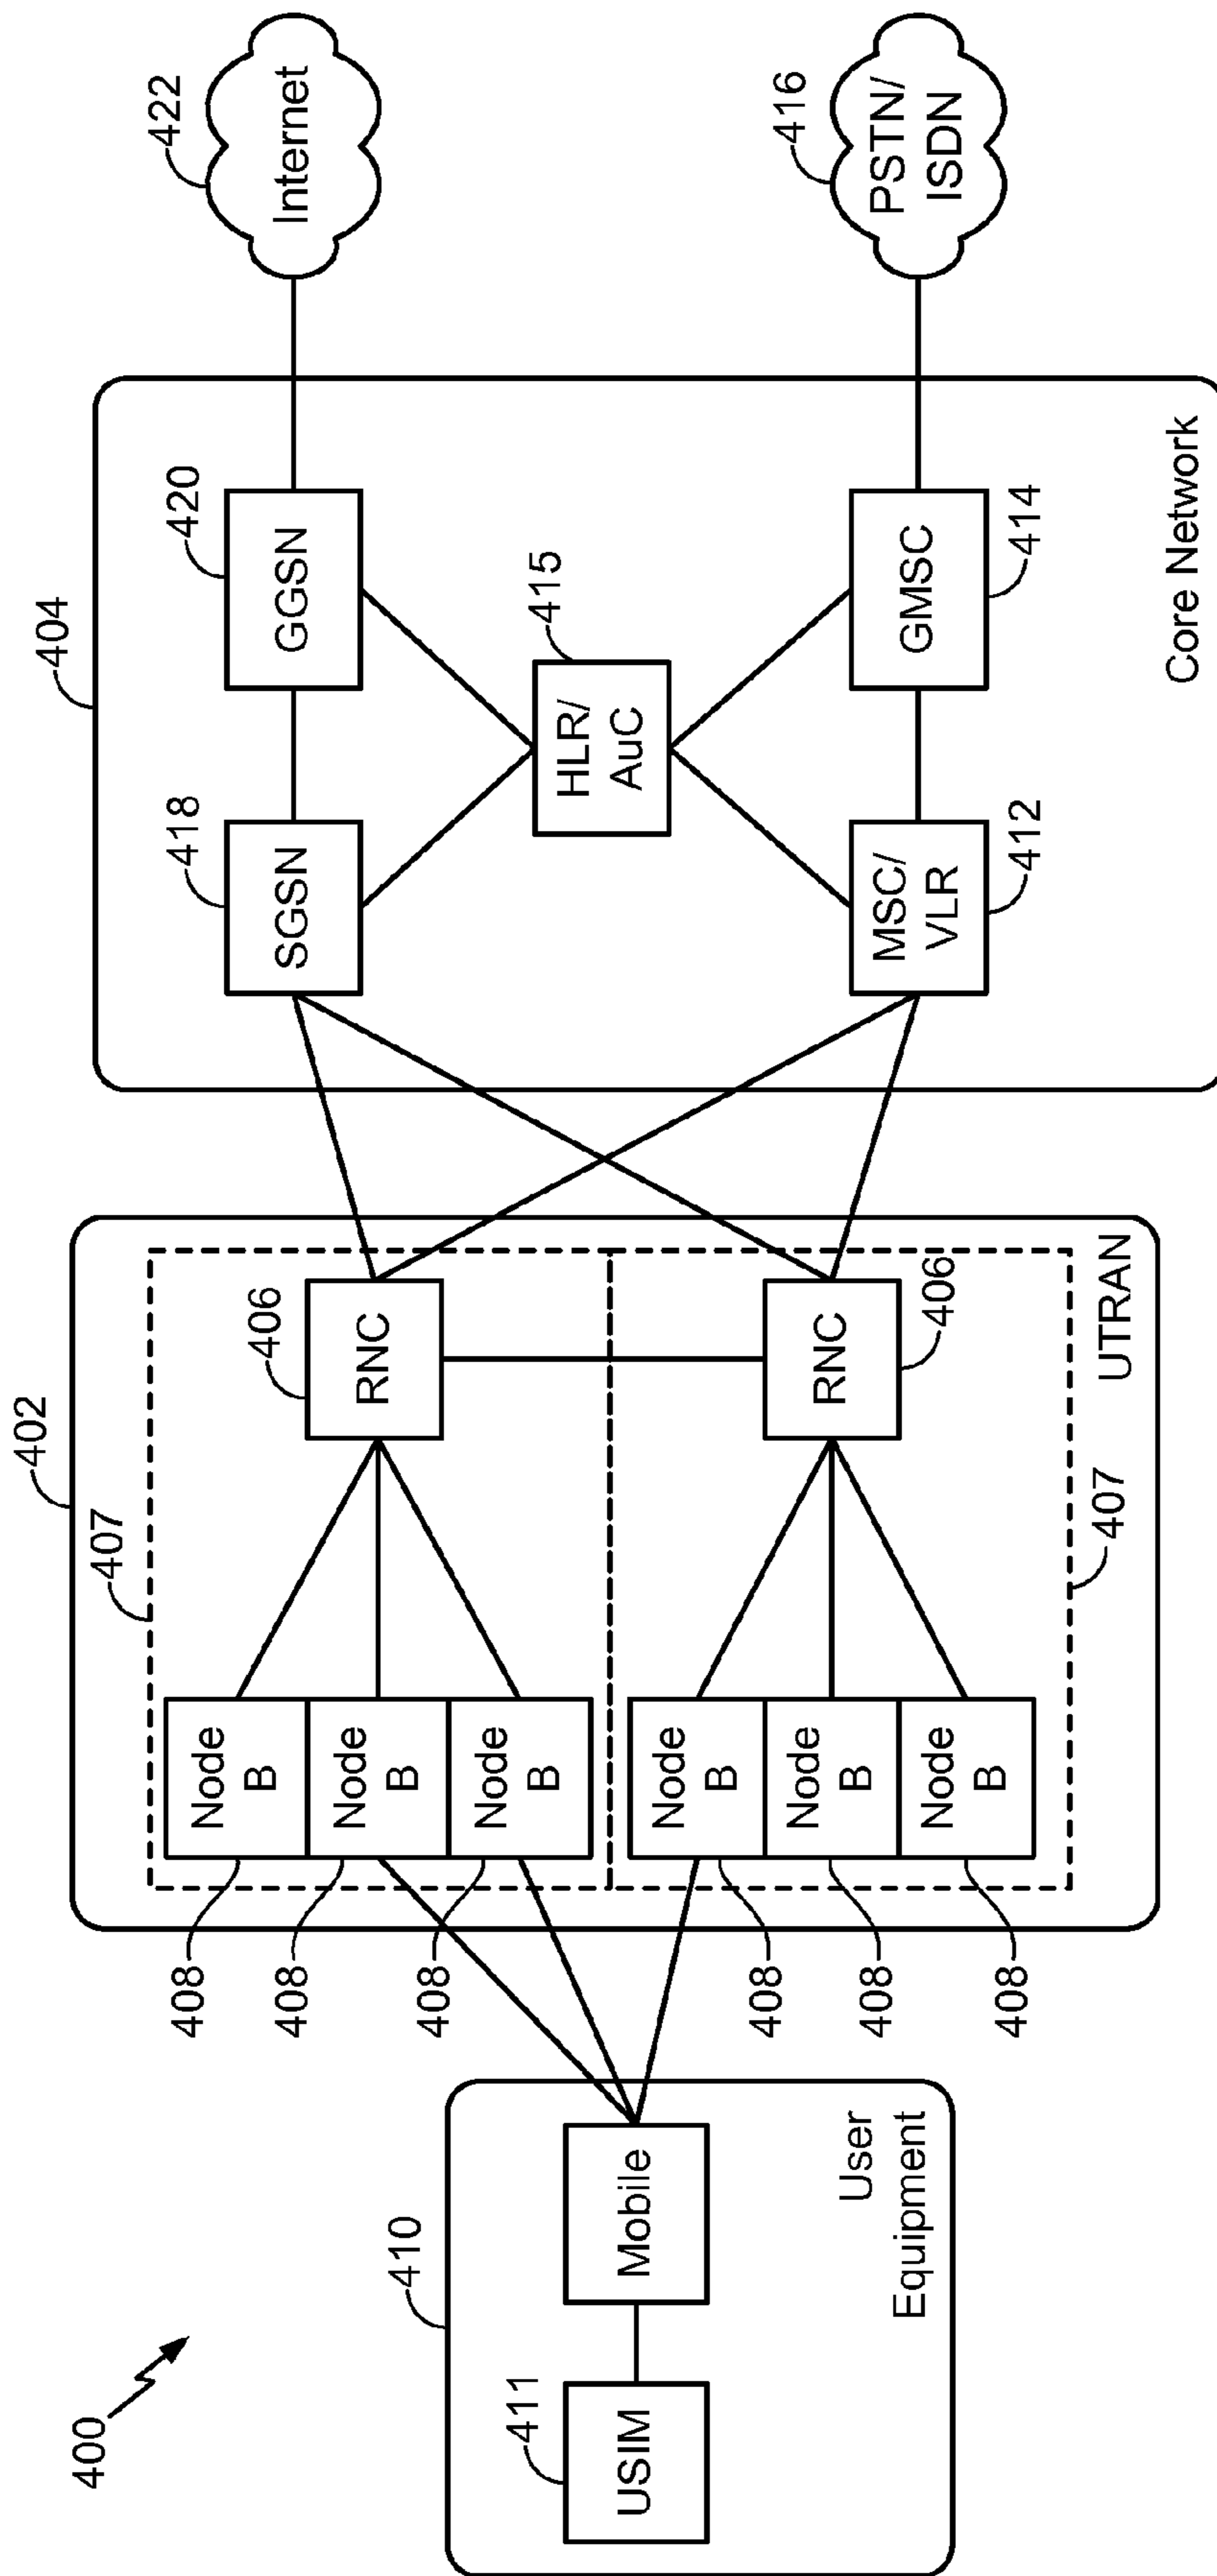 400
410
411
USIM
Mobile
User
Equipment
402
407
408
408
408
Node
B
Node
B
Node
B
406
RNC
408
408
408
Node
B
Node
B
Node
B
RNC
406
407
UTRAN
404
418
SGSN
420
GGSN
415
HLR/
AuC
MSC/
VLR
412
GMSC
414
Core Network
422
Internet
416
PSTN/
ISDN